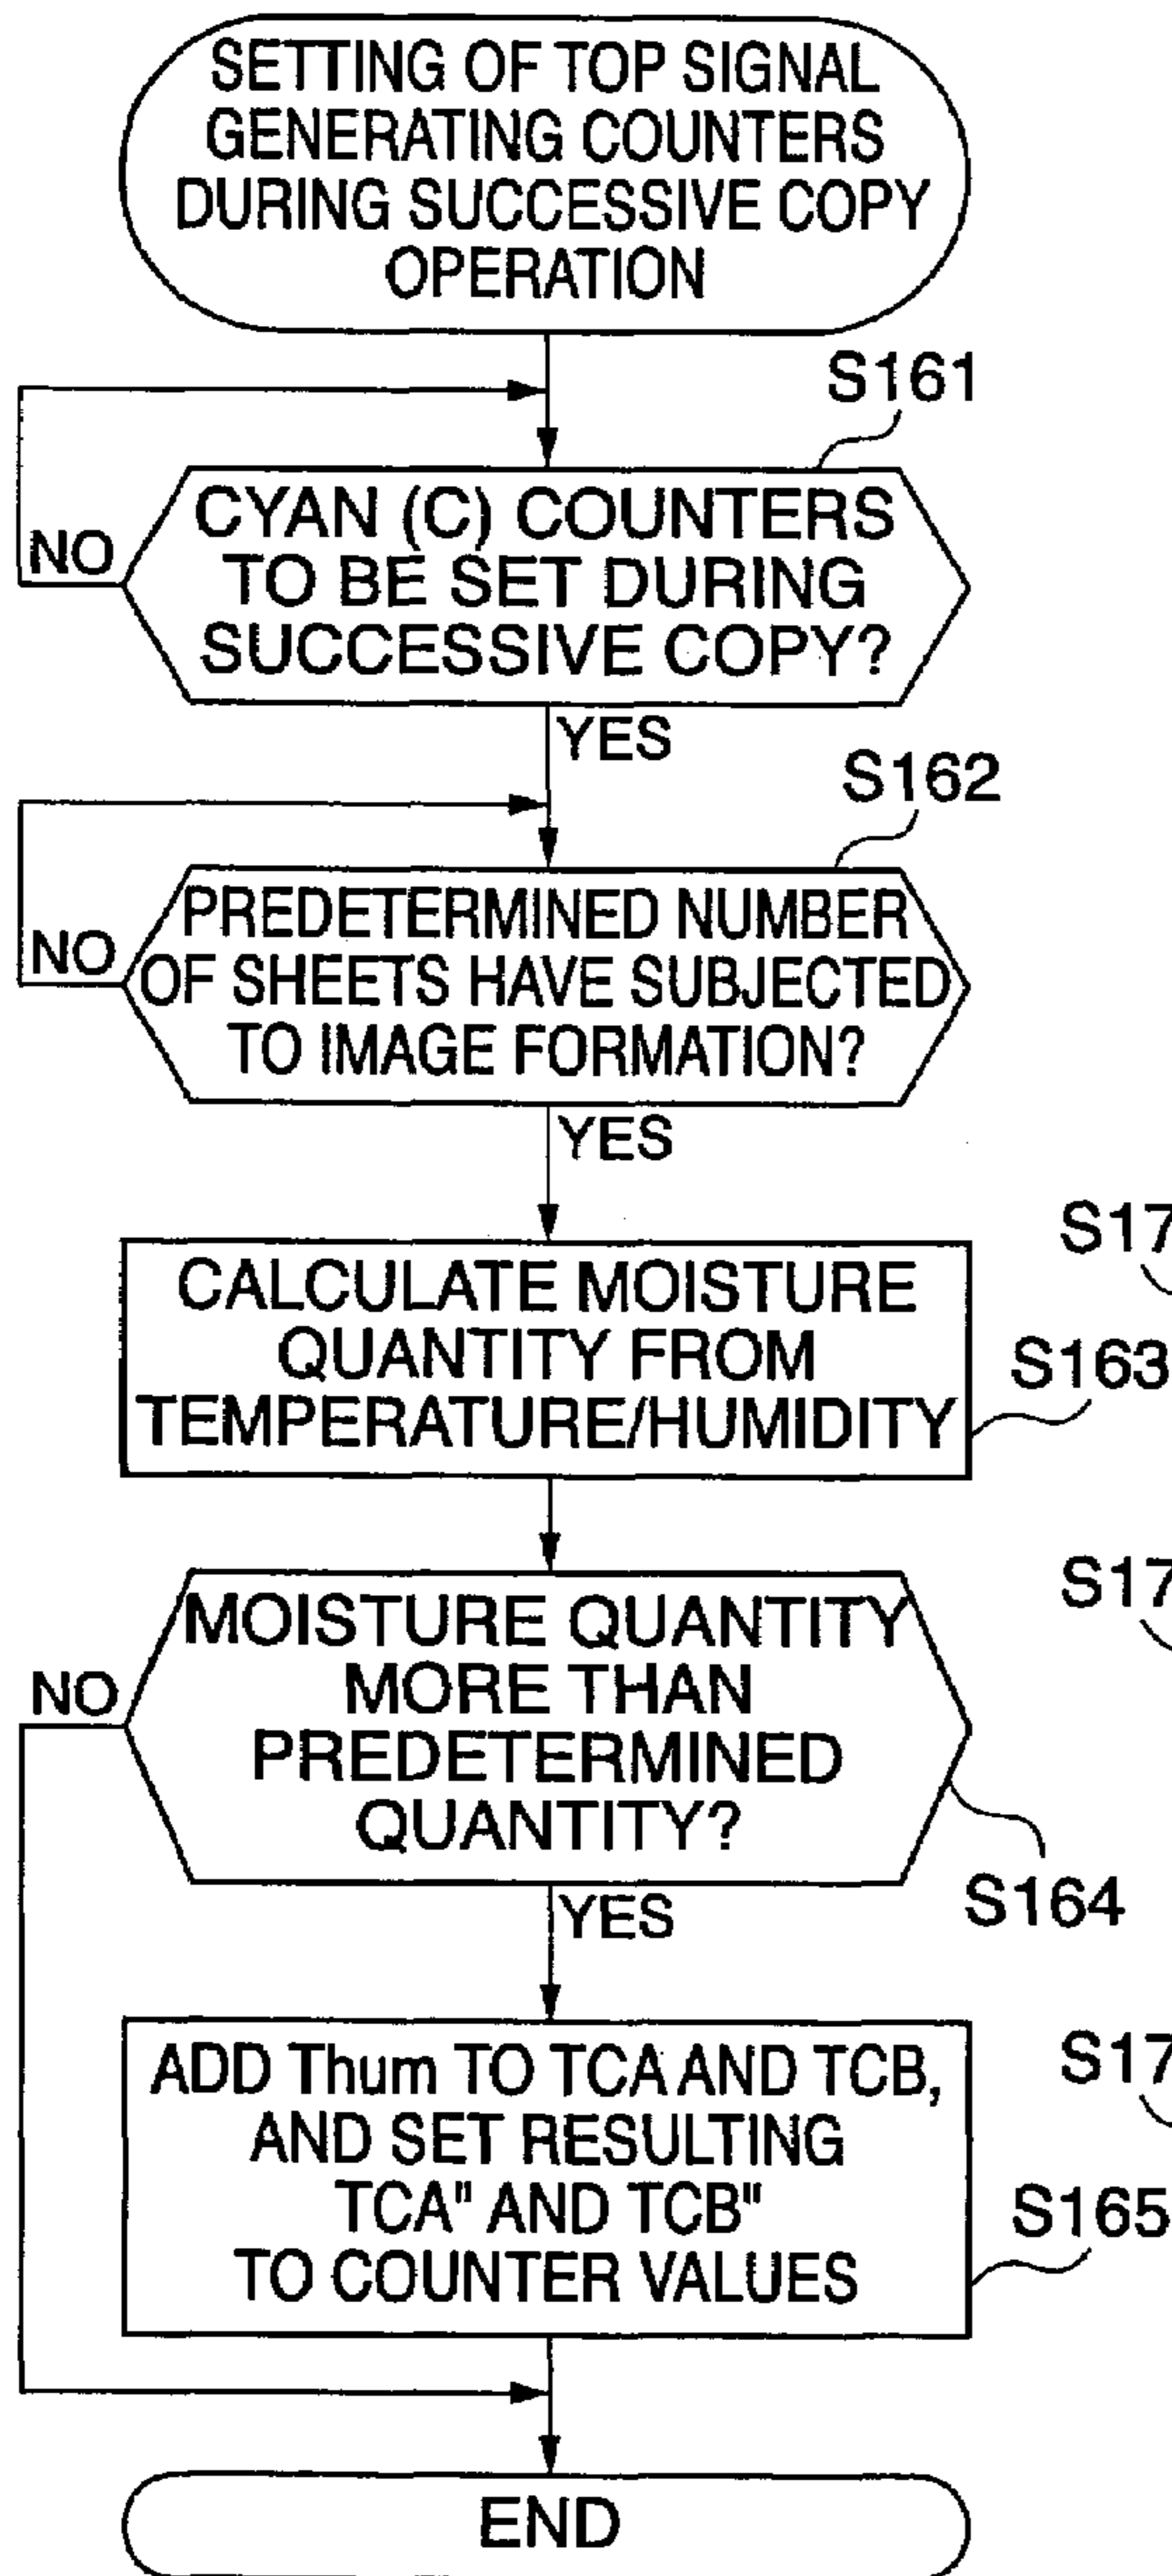 SETTING OF TOP SIGNAL
GENERATING COUNTERS
DURING SUCCESSIVE COPY
OPERATION
S161
CYAN (C) COUNTERS
TO BE SET DURING
SUCCESSIVE COPY?
NO
YES
S162
PREDETERMINED NUMBER
OF SHEETS HAVE SUBJECTED
TO IMAGE FORMATION?
NO
YES
S17
CALCULATE MOISTURE
QUANTITY FROM
TEMPERATURE/HUMIDITY
S163
S17
MOISTURE QUANTITY
MORE THAN
PREDETERMINED
QUANTITY?
NO
S164
YES
S17
ADD Thum TO TCA AND TCB,
AND SET RESULTING
TCA" AND TCB"
TO COUNTER VALUES
S165
END